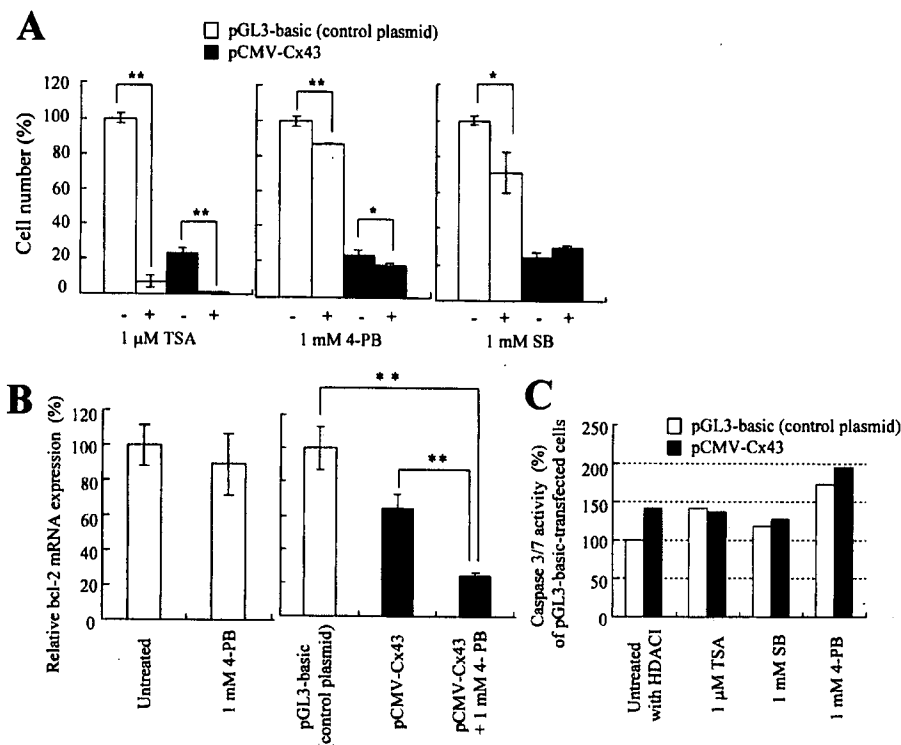 A
pGL3-basic (control plasmid)
pCMV-Cx43
Cell number (%)
120
100
80
60
40
20
0
** ** ** * *
- + - +
1 μM TSA
- + - +
1 mM 4-PB
- + - +
1 mM SB
B
Relative bcl-2 mRNA expression (%)
120
100
80
60
40
20
0
* *
**
Untreated
1 mM 4-PB
pGL3-basic
control plasmid)
pCMV-Cx43
pCMV-Cx43
+ 1 mM 4- PB
C
pGL3-basic (control plasmid)
pCMV-Cx43
Caspase 3/7 activity (%)
of pGL3-basic-transfected cells
200
150
100
50
0
Untreated
with HDACI
1 μM TSA
1 mM SB
1 mM 4-PB